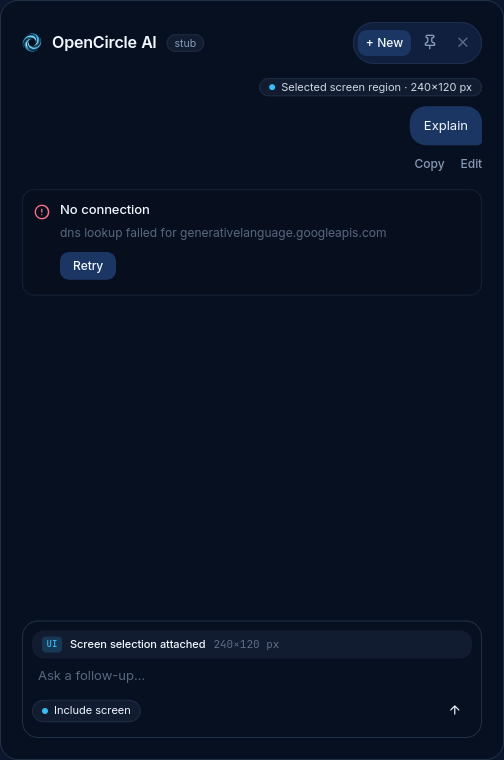 OpenCircle AI stub + New
Selected screen region · 240×120 px
Explain
Copy Edit
No connection
dns lookup failed for generativelanguage.googleapis.com
Retry
UI Screen selection attached 240×120 px
Ask a follow-up...
Include screen